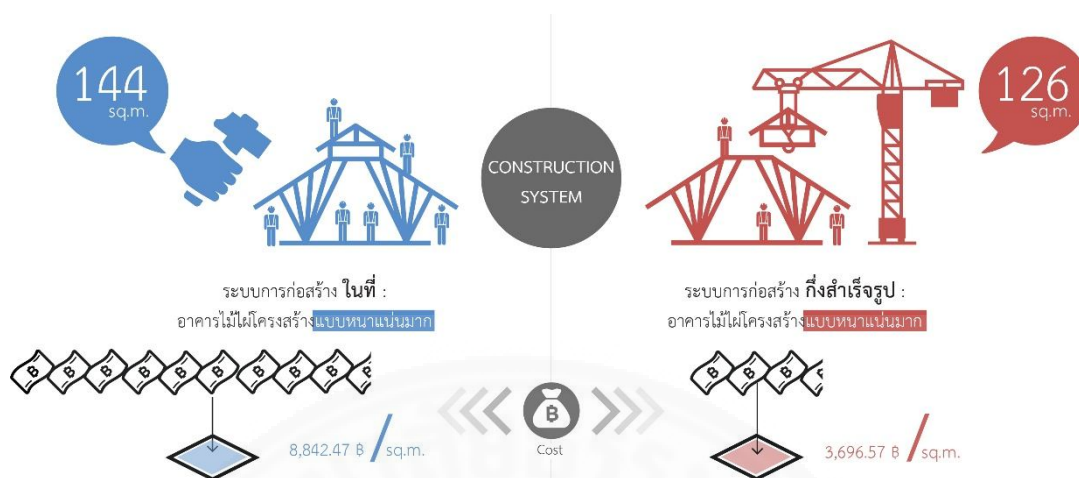 144
sq.m.
126
sq.m.
CONSTRUCTION
SYSTEM
ระบบการก่อสร้าง ในที่ :
อาคารไม้ไผ่โครงสร้างแบบหนาแน่นมาก
ระบบการก่อสร้าง กึ่งสำเร็จรูป :
อาคารไม้ไผ่โครงสร้างแบบหนาแน่นมาก
฿ ฿ ฿ ฿ ฿ ฿ ฿ ฿ ฿ ฿
฿ ฿ ฿ ฿
8,842.47 ฿ / sq.m.
฿
Cost
3,696.57 ฿ / sq.m.